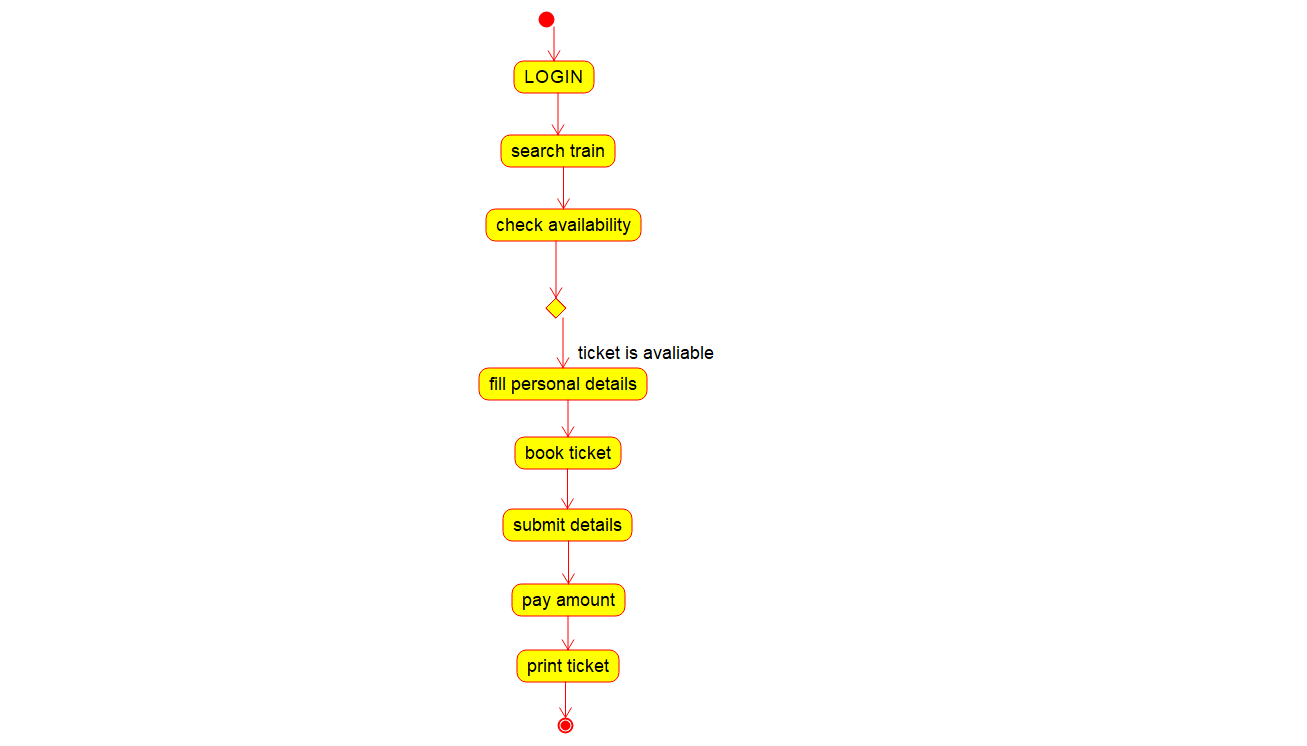 LOGIN
search train
check availability
ticket is avaliable
fill personal details
book ticket
submit details
pay amount
print ticket